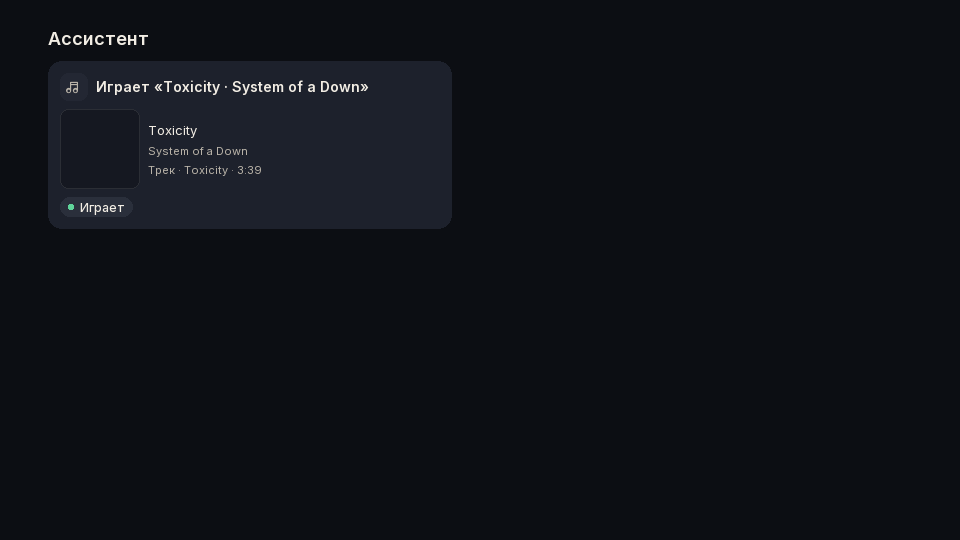 Ассистент
Играет «Toxicity · System of a Down»
Toxicity
System of a Down
Трек · Toxicity · 3:39
Играет